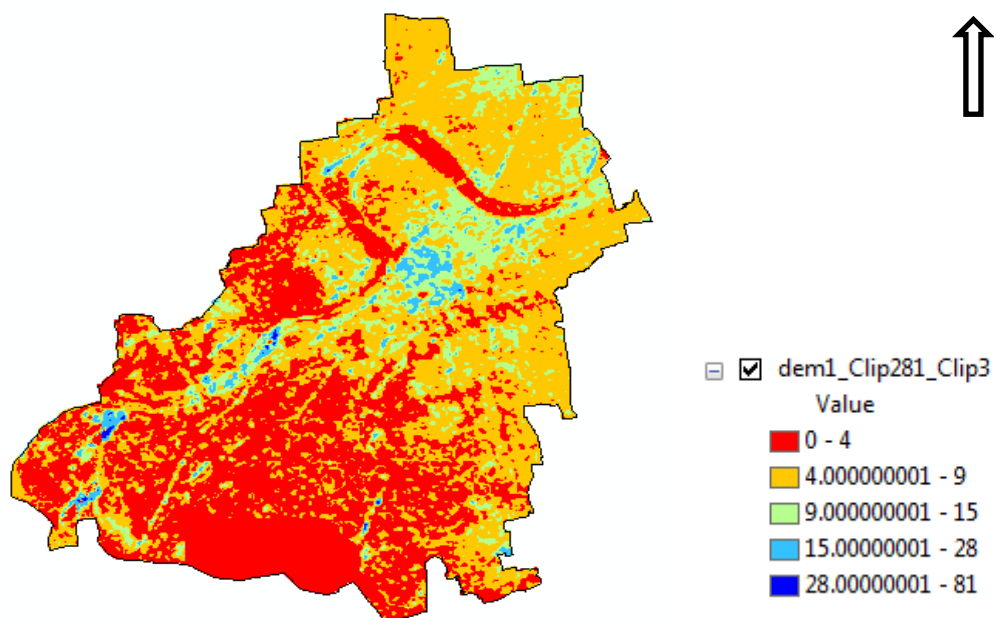 dem1_Clip281_Clip3
Value
0 - 4
4.000000001 - 9
9.000000001 - 15
15.00000001 - 28
28.00000001 - 81